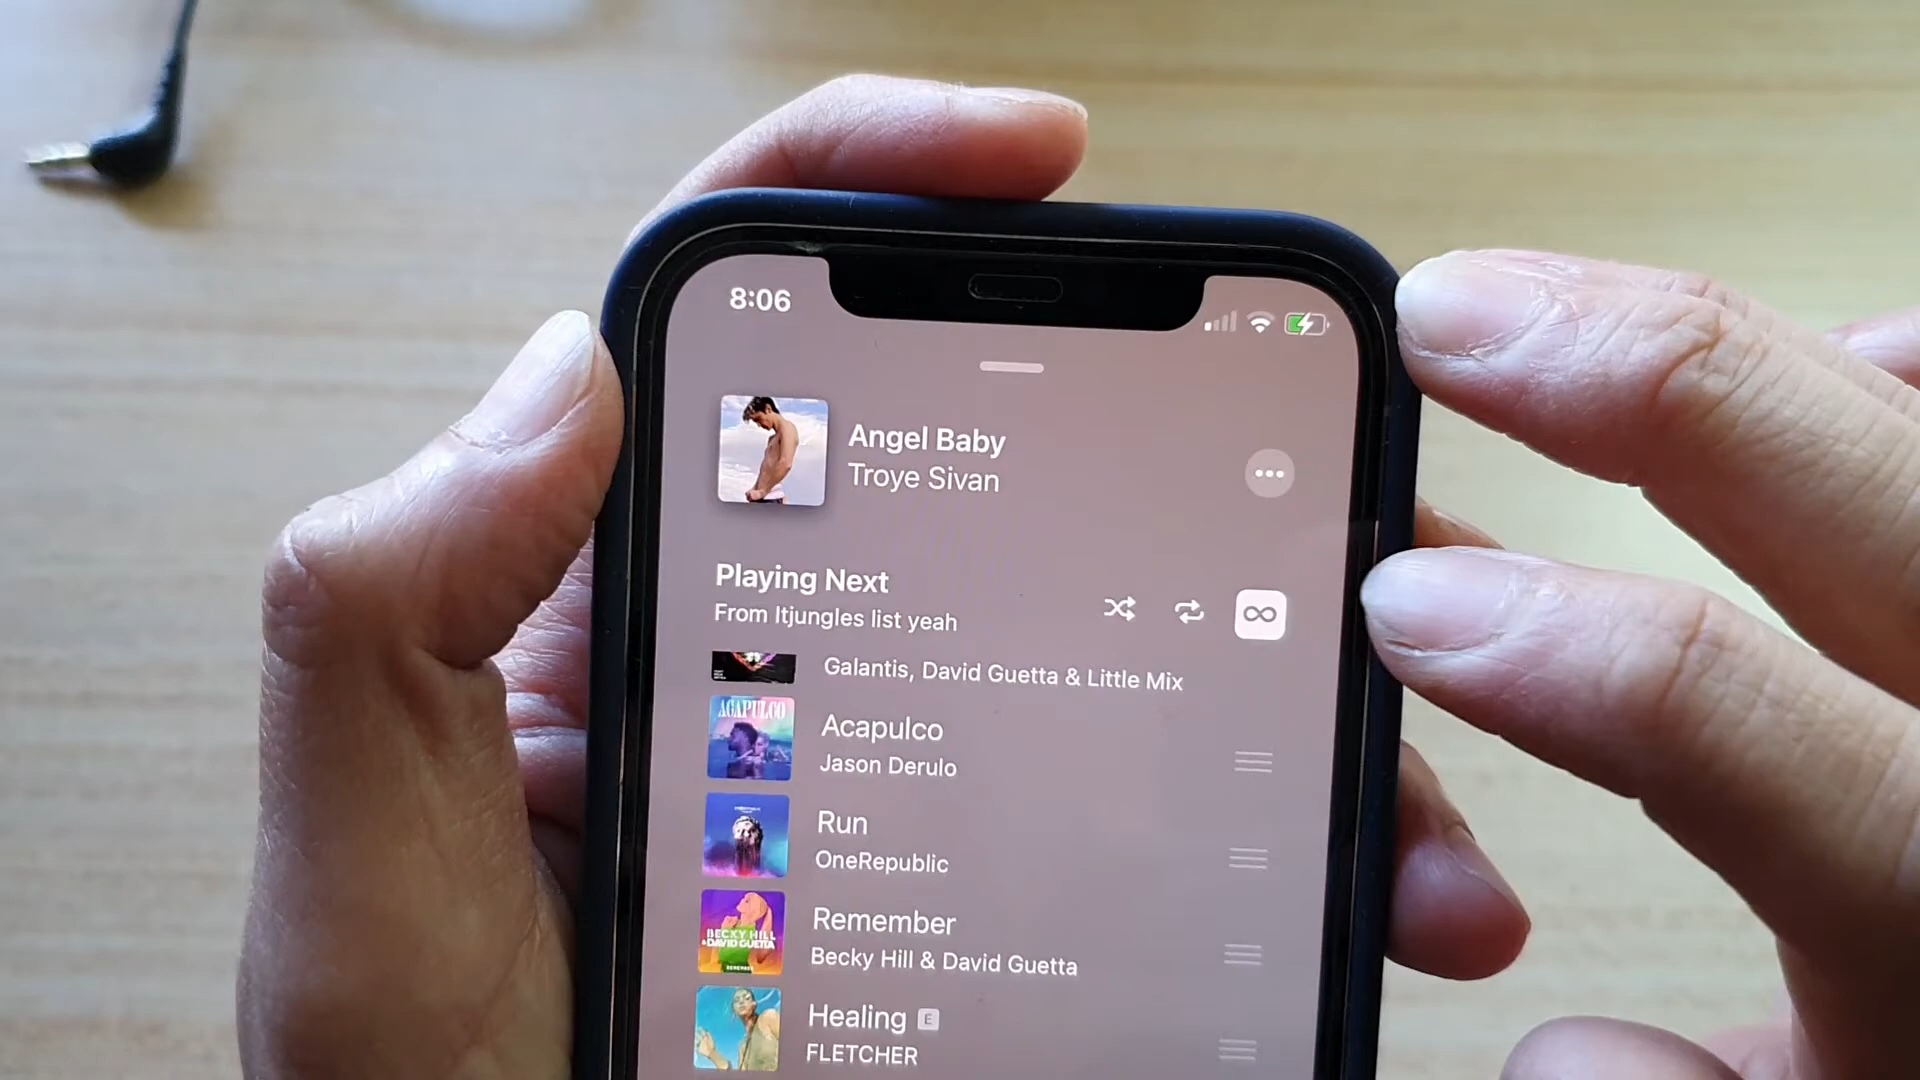 8:06
Angel Baby
Troye Sivan
Playing Next
From Itjungles list yeah
Galantis, David Guetta & Little Mix
ACAPULCO
Acapulco
Jason Derulo
Run
OneRepublic
BECKY HILL
& DAVID GUETTA
REMEMBER
Remember
Becky Hill & David Guetta
Healing E
FLETCHER